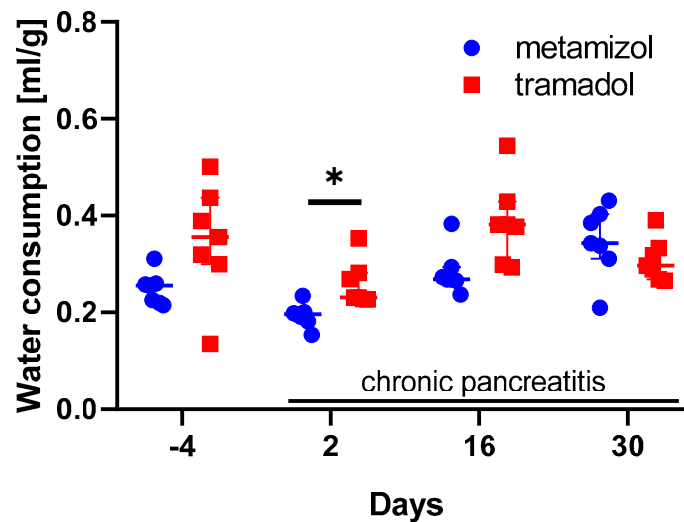 Water consumption [ml/g]
0.8
0.6
0.4
0.2
0.0
metamizol
tramadol
*
chronic pancreatitis
-4
2
16
30
Days